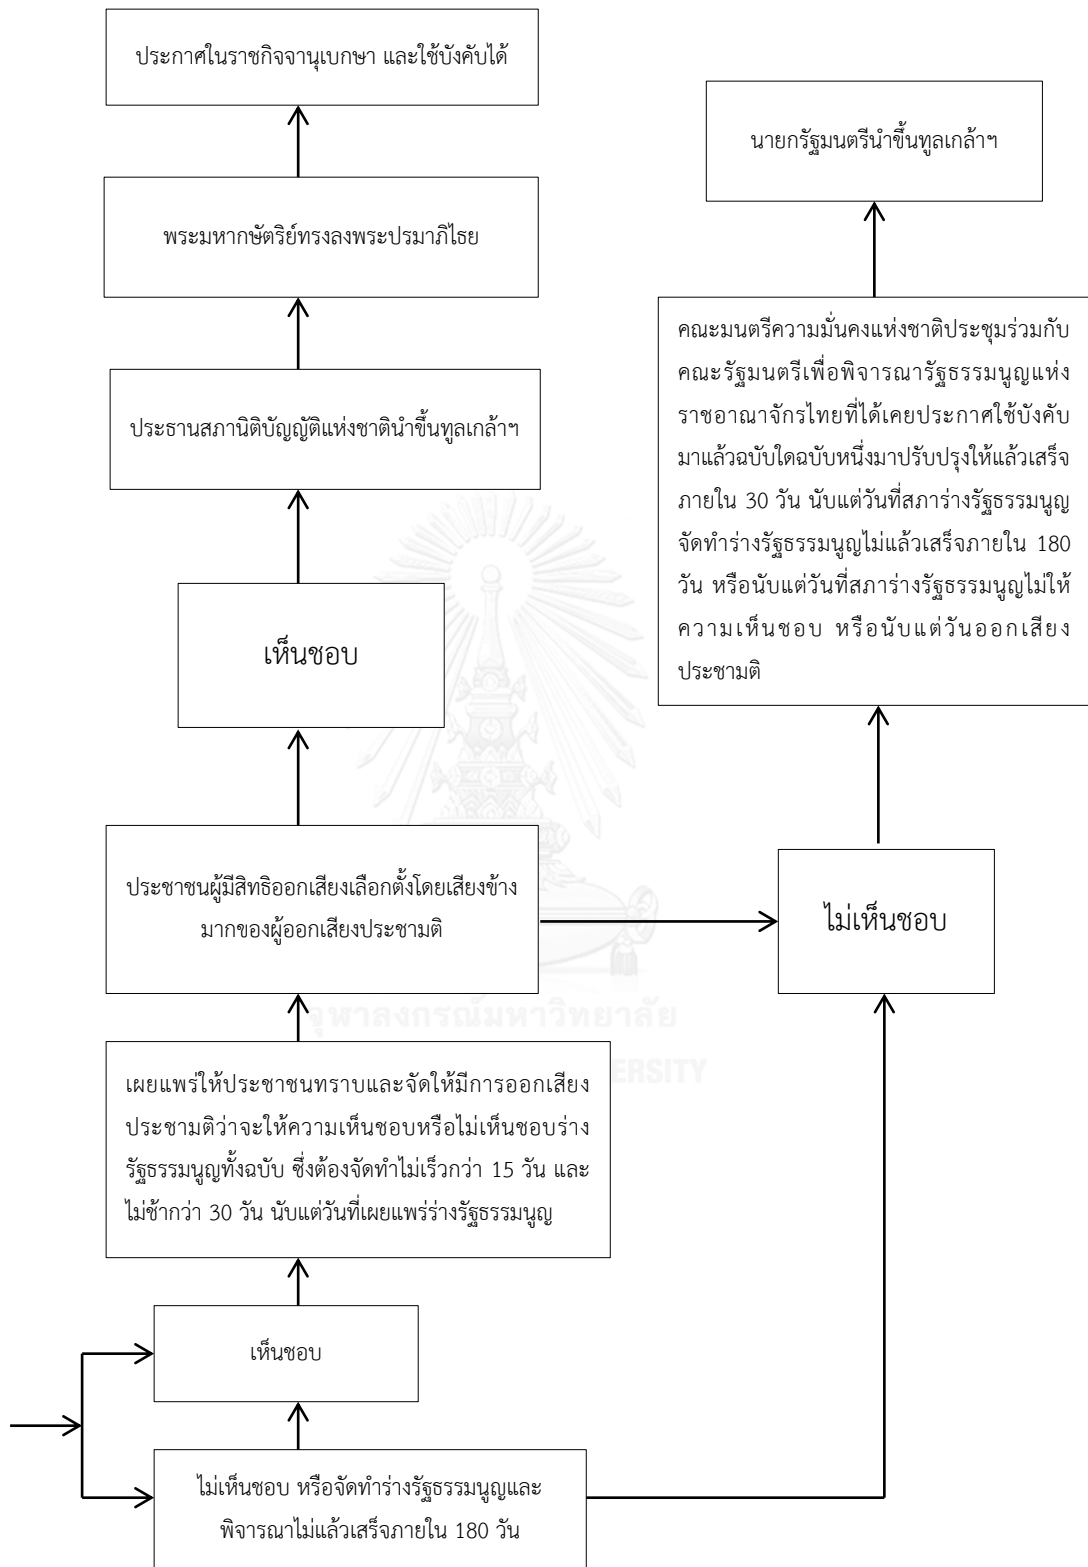 ประกาศในราชกิจจานุเบกษา และใช้บังคับได้
นายกรัฐมนตรีนำขึ้นทูลเกล้าฯ
พระมหากษัตริย์ทรงลงพระปรมาภิไธย
คณะมนตรีความมั่นคงแห่งชาติประชุมร่วมกับ
คณะรัฐมนตรีเพื่อพิจารณารัฐธรรมนูญแห่ง
ราชอาณาจักรไทยที่ได้เคยประกาศใช้บังคับ
มาแล้วฉบับใดฉบับหนึ่งมาปรับปรุงให้แล้วเสร็จ
ภายใน 30 วัน นับแต่วันที่สภาร่างรัฐธรรมนูญ
จัดทำร่างรัฐธรรมนูญไม่แล้วเสร็จภายใน 180
วัน หรือนับแต่วันที่สภาร่างรัฐธรรมนูญไม่ให้
ความเห็นชอบ หรือนับแต่วันออกเสียง
ประชามติ
ประธานสภานิติบัญญัติแห่งชาตินำขึ้นทูลเกล้าฯ
เห็นชอบ
ประชาชนผู้มีสิทธิออกเสียงเลือกตั้งโดยเสียงข้าง
มากของผู้ออกเสียงประชามติ
ไม่เห็นชอบ
จุฬาลงกรณ์มหาวิทยาลัย
ERSITY
เผยแพร่ให้ประชาชนทราบและจัดให้มีการออกเสียง
ประชามติว่าจะให้ความเห็นชอบหรือไม่เห็นชอบร่าง
รัฐธรรมนูญทั้งฉบับ ซึ่งต้องจัดทำไม่เร็วกว่า 15 วัน และ
ไม่ช้ากว่า 30 วัน นับแต่วันที่เผยแพร่ร่างรัฐธรรมนูญ
เห็นชอบ
ไม่เห็นชอบ หรือจัดทำร่างรัฐธรรมนูญและ
พิจารณาไม่แล้วเสร็จภายใน 180 วัน